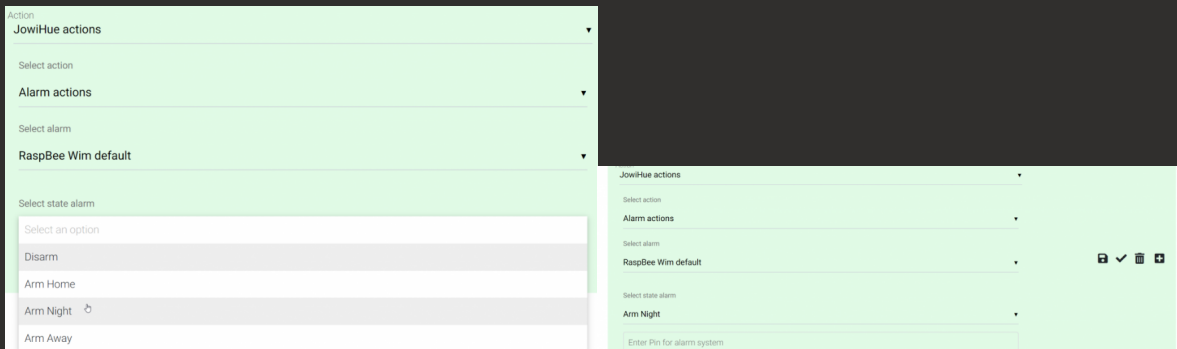 Action
JowiHue actions
Select action
Alarm actions
Select alarm
RaspBee Wim default
Select state alarm
Select an option
Disarm
Arm Home
Arm Night
Arm Away
JowiHue actions
Select action
Alarm actions
Select alarm
RaspBee Wim default
Select state alarm
Arm Night
Enter Pin for alarm system